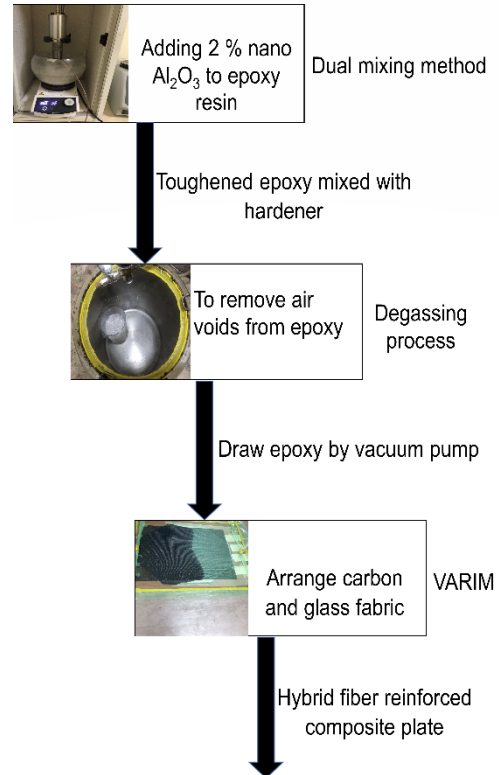 Adding 2 % nano
Al₂O₃ to epoxy
resin
Dual mixing method
Toughened epoxy mixed with
hardener
To remove air
voids from epoxy
Degassing
process
Draw epoxy by vacuum pump
Arrange carbon
and glass fabric
VARIM
Hybrid fiber reinforced
composite plate